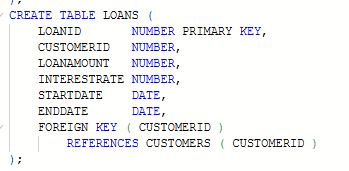 );
CREATE TABLE LOANS (
LOANID NUMBER PRIMARY KEY,
CUSTOMERID NUMBER,
LOANAMOUNT NUMBER,
INTERESTRATE NUMBER,
STARTDATE DATE,
ENDDATE DATE,
FOREIGN KEY ( CUSTOMERID )
REFERENCES CUSTOMERS ( CUSTOMERID )
);